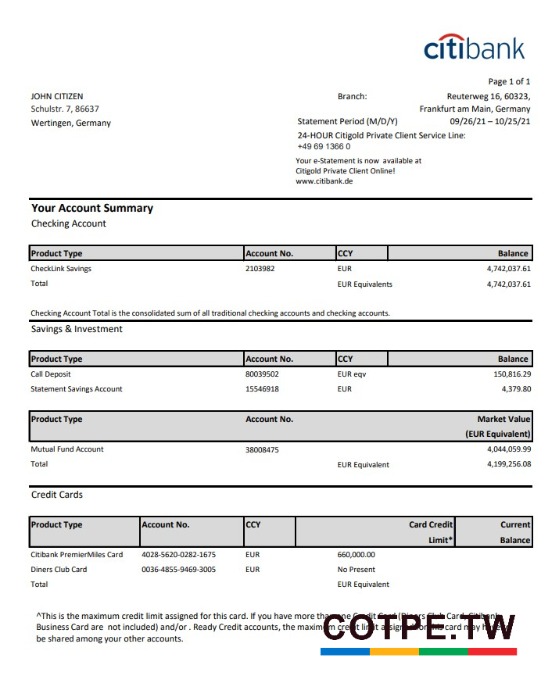 citibank
Page 1 of 1
JOHN CITIZEN Branch: Reuterweg 16, 60323,
Schulstr. 7, 86637 Frankfurt am Main, Germany
Wertingen, Germany Statement Period (M/D/Y) 09/26/21 – 10/25/21
24-HOUR Citigold Private Client Service Line:
+49 69 1366 0
Your e-Statement is now available at
Citigold Private Client Online!
www.citibank.de
Your Account Summary
Checking Account
Product Type Account No. CCY Balance
CheckLink Savings 2103982 EUR 4,742,037.61
Total EUR Equivalents 4,742,037.61
Checking Account Total is the consolidated sum of all traditional checking accounts and checking accounts.
Savings & Investment
Product Type Account No. CCY Balance
Call Deposit 80039502 EUR eqv 150,816.29
Statement Savings Account 15546918 EUR 4,379.80
Product Type Account No. Market Value
(EUR Equivalent)
Mutual Fund Account 38008475 4,044,059.99
Total EUR Equivalent 4,199,256.08
Credit Cards
Product Type Account No. CCY Card Credit Current
Limit* Balance
Citibank PremierMiles Card 4028-5620-0282-1675 EUR 660,000.00
Diners Club Card 0036-4855-9469-3005 EUR No Present
Total EUR Equivalent
^This is the maximum credit limit assigned for this card. If you have more than one Credit Card (Diners Club Card, Citibank
Business Card are not included) and/or . Ready Credit accounts, the maximum credit limit assigned for this card may
be shared among your other accounts.
COTPE.TW